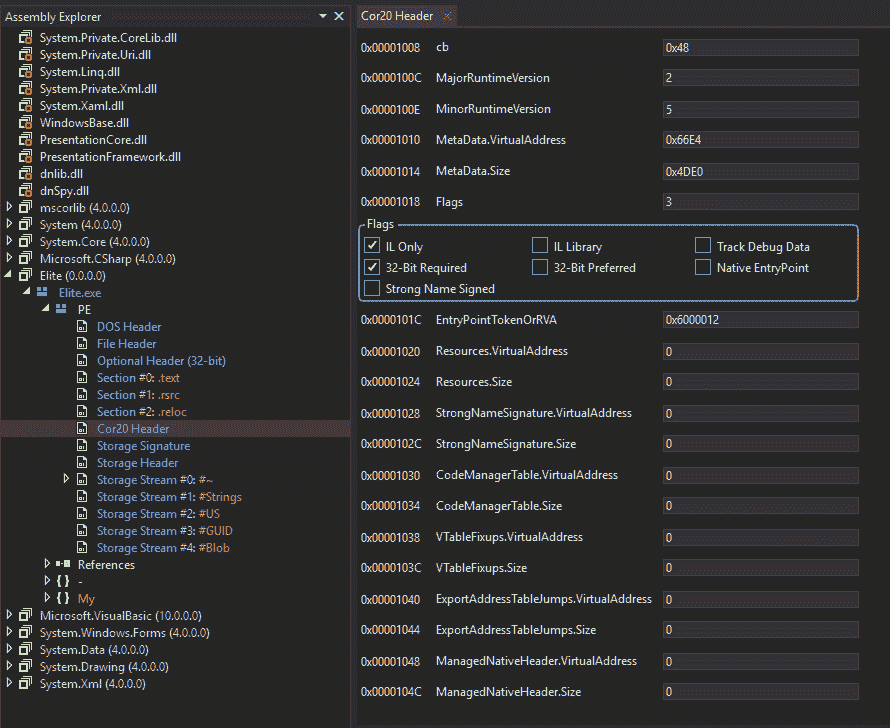 Assembly Explorer
System.Private.CoreLib.dll
System.Private.Uri.dll
System.Linq.dll
System.Private.Xml.dll
System.Xaml.dll
WindowsBase.dll
PresentationCore.dll
PresentationFramework.dll
dnlib.dll
dnSpy.dll
mscorlib (4.0.0.0)
System (4.0.0.0)
System.Core (4.0.0.0)
Microsoft.CSharp (4.0.0.0)
Elite (0.0.0.0)
Elite.exe
PE
DOS Header
File Header
Optional Header (32-bit)
Section #0: .text
Section #1: .rsrc
Section #2: .reloc
Cor20 Header
Storage Signature
Storage Header
Storage Stream #0: #~
Storage Stream #1: #Strings
Storage Stream #2: #US
Storage Stream #3: #GUID
Storage Stream #4: #Blob
References
{ } -
{ } My
Microsoft.VisualBasic (10.0.0.0)
System.Windows.Forms (4.0.0.0)
System.Data (4.0.0.0)
System.Drawing (4.0.0.0)
System.Xml (4.0.0.0)
Cor20 Header
0x00001008 cb 0x48
0x0000100C MajorRuntimeVersion 2
0x0000100E MinorRuntimeVersion 5
0x00001010 MetaData.VirtualAddress 0x66E4
0x00001014 MetaData.Size 0x4DE0
0x00001018 Flags 3
Flags
IL Only IL Library Track Debug Data
32-Bit Required 32-Bit Preferred Native EntryPoint
Strong Name Signed
0x0000101C EntryPointTokenOrRVA 0x6000012
0x00001020 Resources.VirtualAddress 0
0x00001024 Resources.Size 0
0x00001028 StrongNameSignature.VirtualAddress 0
0x0000102C StrongNameSignature.Size 0
0x00001030 CodeManagerTable.VirtualAddress 0
0x00001034 CodeManagerTable.Size 0
0x00001038 VTableFixups.VirtualAddress 0
0x0000103C VTableFixups.Size 0
0x00001040 ExportAddressTableJumps.VirtualAddress 0
0x00001044 ExportAddressTableJumps.Size 0
0x00001048 ManagedNativeHeader.VirtualAddress 0
0x0000104C ManagedNativeHeader.Size 0